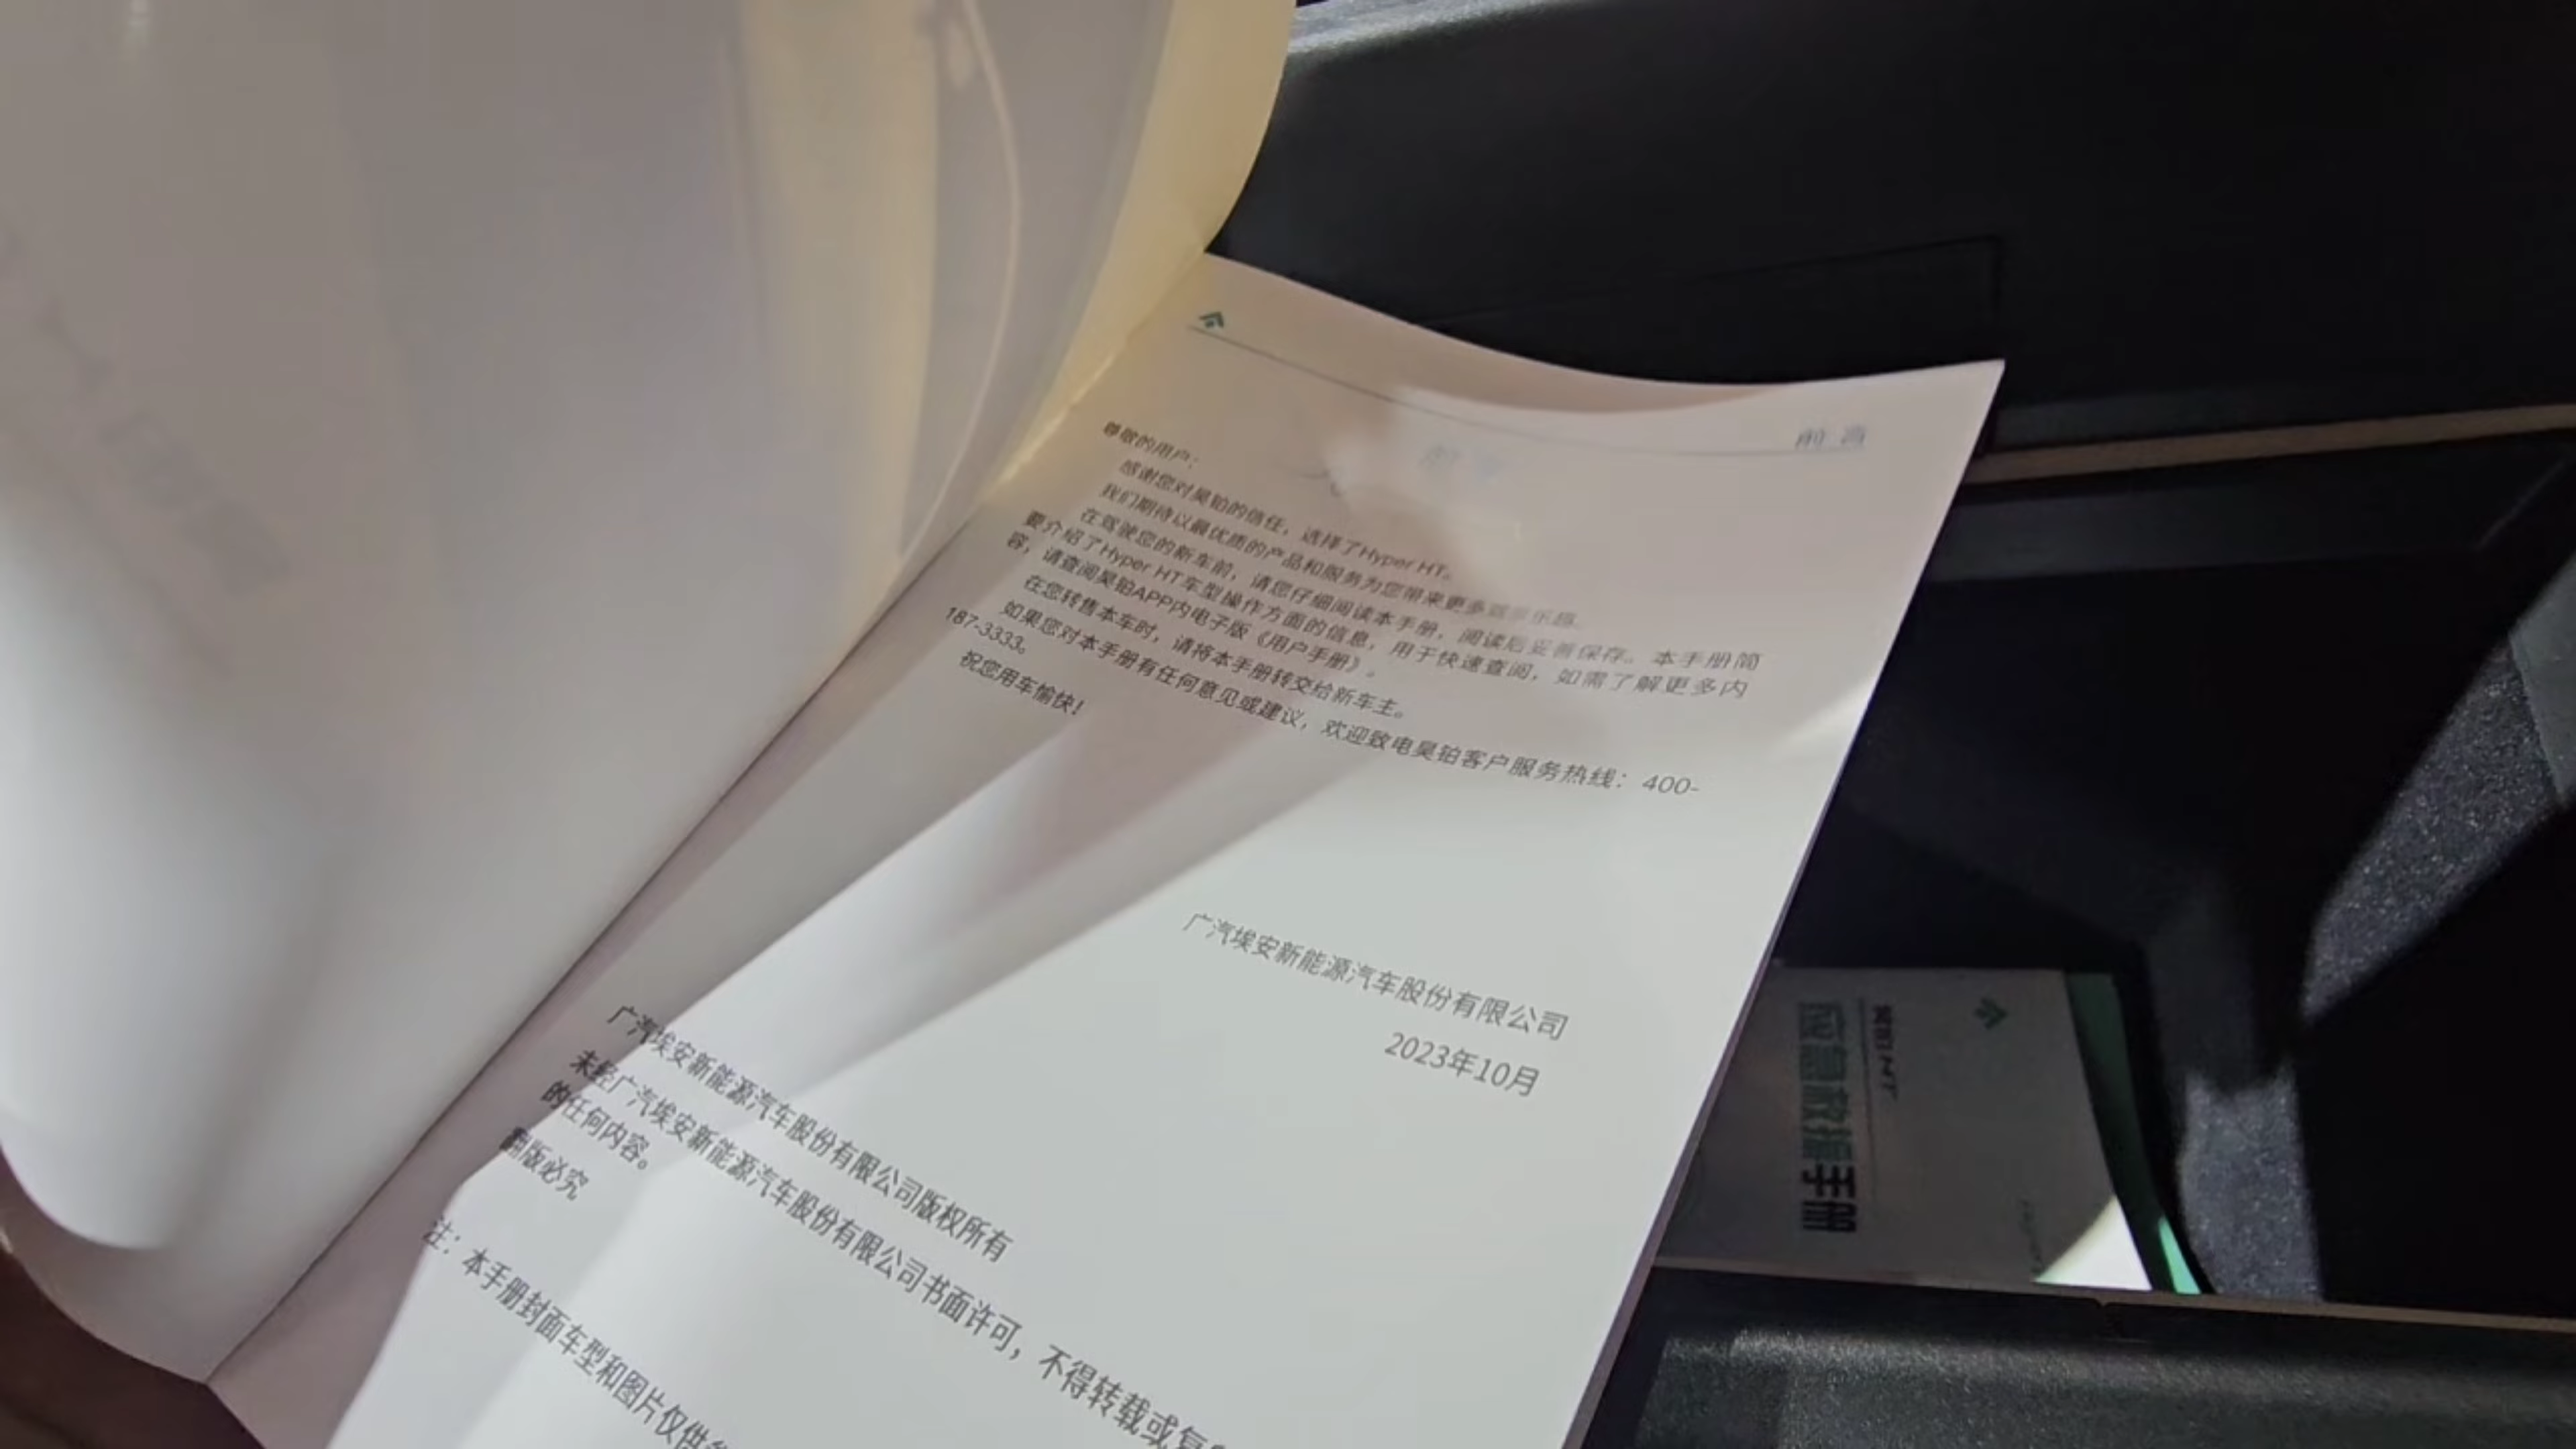 前 言
尊敬的用户：
感谢您对昊铂的信任，选择了Hyper HT。
我们期待以最优质的产品和服务为您带来更多驾享乐趣。
在驾驶您的新车前，请您仔细阅读本手册，阅读后妥善保存。本手册简
要介绍了Hyper HT车型操作方面的信息，用于快速查阅，如需了解更多内
容，请查阅昊铂APP内电子版《用户手册》。
在您转售本车时，请将本手册转交给新车主。
如果您对本手册有任何意见或建议，欢迎致电昊铂客户服务热线：400-
187-3333。
祝您用车愉快！
广汽埃安新能源汽车股份有限公司
2023年10月
广汽埃安新能源汽车股份有限公司版权所有
未经广汽埃安新能源汽车股份有限公司书面许可，不得转载或复
的任何内容。
翻版必究
注：本手册封面车型和图片仅供
昊铂HT
应急救援手册